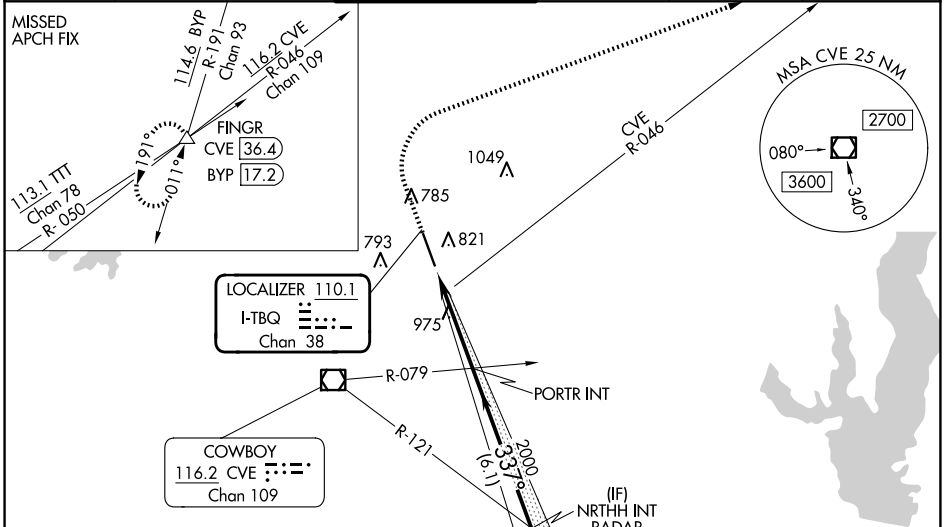 MISSED
APCH FIX
114.6 BYP
R-191
Chan 93
116.2 CVE
R-046
Chan 109
FINGR
CVE 36.4
BYP 17.2
191°
011°
113.1 TTT
Chan 78
R-050
MSA CVE 25 NM
2700
080°
3600
340°
CVE
R-046
1049
785
821
793
975
LOCALIZER 110.1
I-TBQ
Chan 38
R-079
PORTR INT
COWBOY
116.2 CVE
Chan 109
R-121
2000
337°
(6.1)
(IF)
NRTHH INT
RADAR